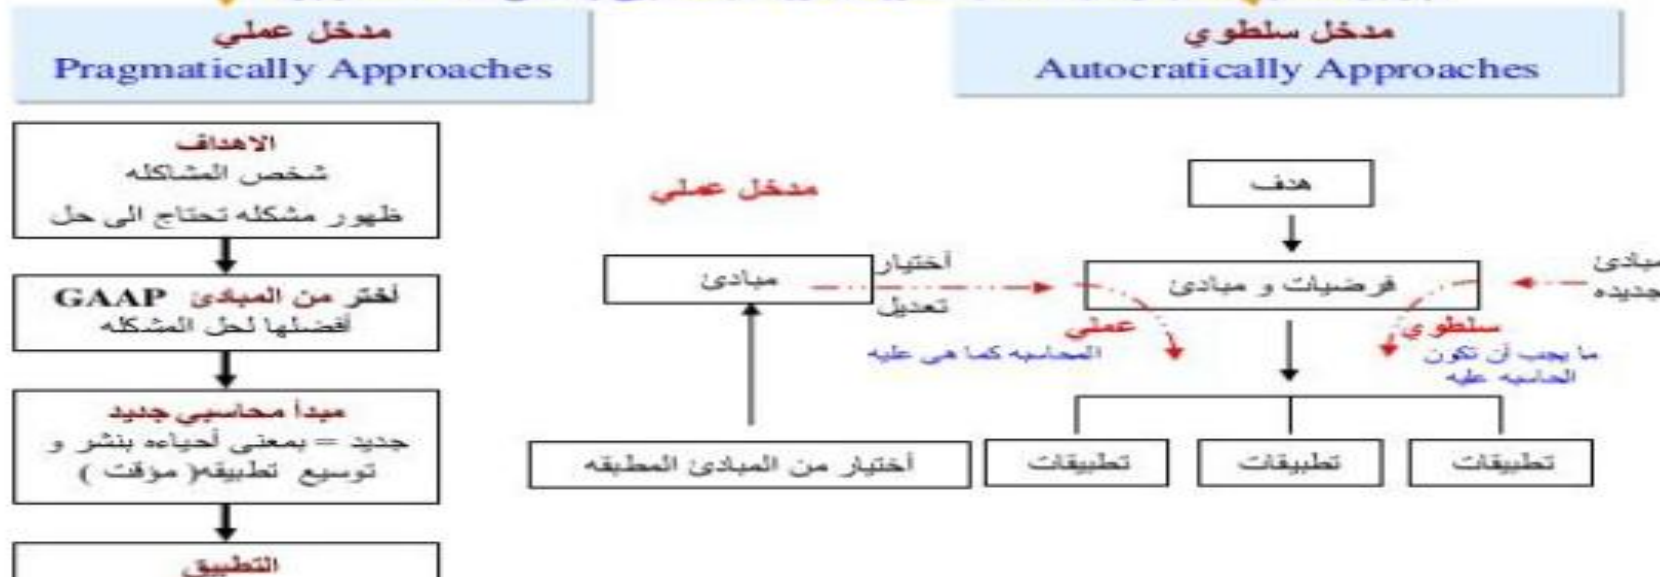 مدخل عملي
Pragmatically Approaches
الاهداف
شخص المشاكله
ظهور مشكله تحتاج الى حل
أختر من المبادئ GAAP
أفضلها لحل المشكله
مبدأ محاسبي جديد
جديد = بمعنى أحياءه بنشر و
توسيع تطبيقه( مؤقت )
التطبيق
مدخل سلطوي
Autocratically Approaches
مدخل عملي
هدف
مبادئ
أختيار
تعديل
فرضيات و مبادئ
مبادئ
جديده
عملي
المحاسبه كما هي عليه
سلطوي
ما يجب أن تكون
الحاسبه عليه
أختيار من المبادئ المطبقه
تطبيقات
تطبيقات
تطبيقات